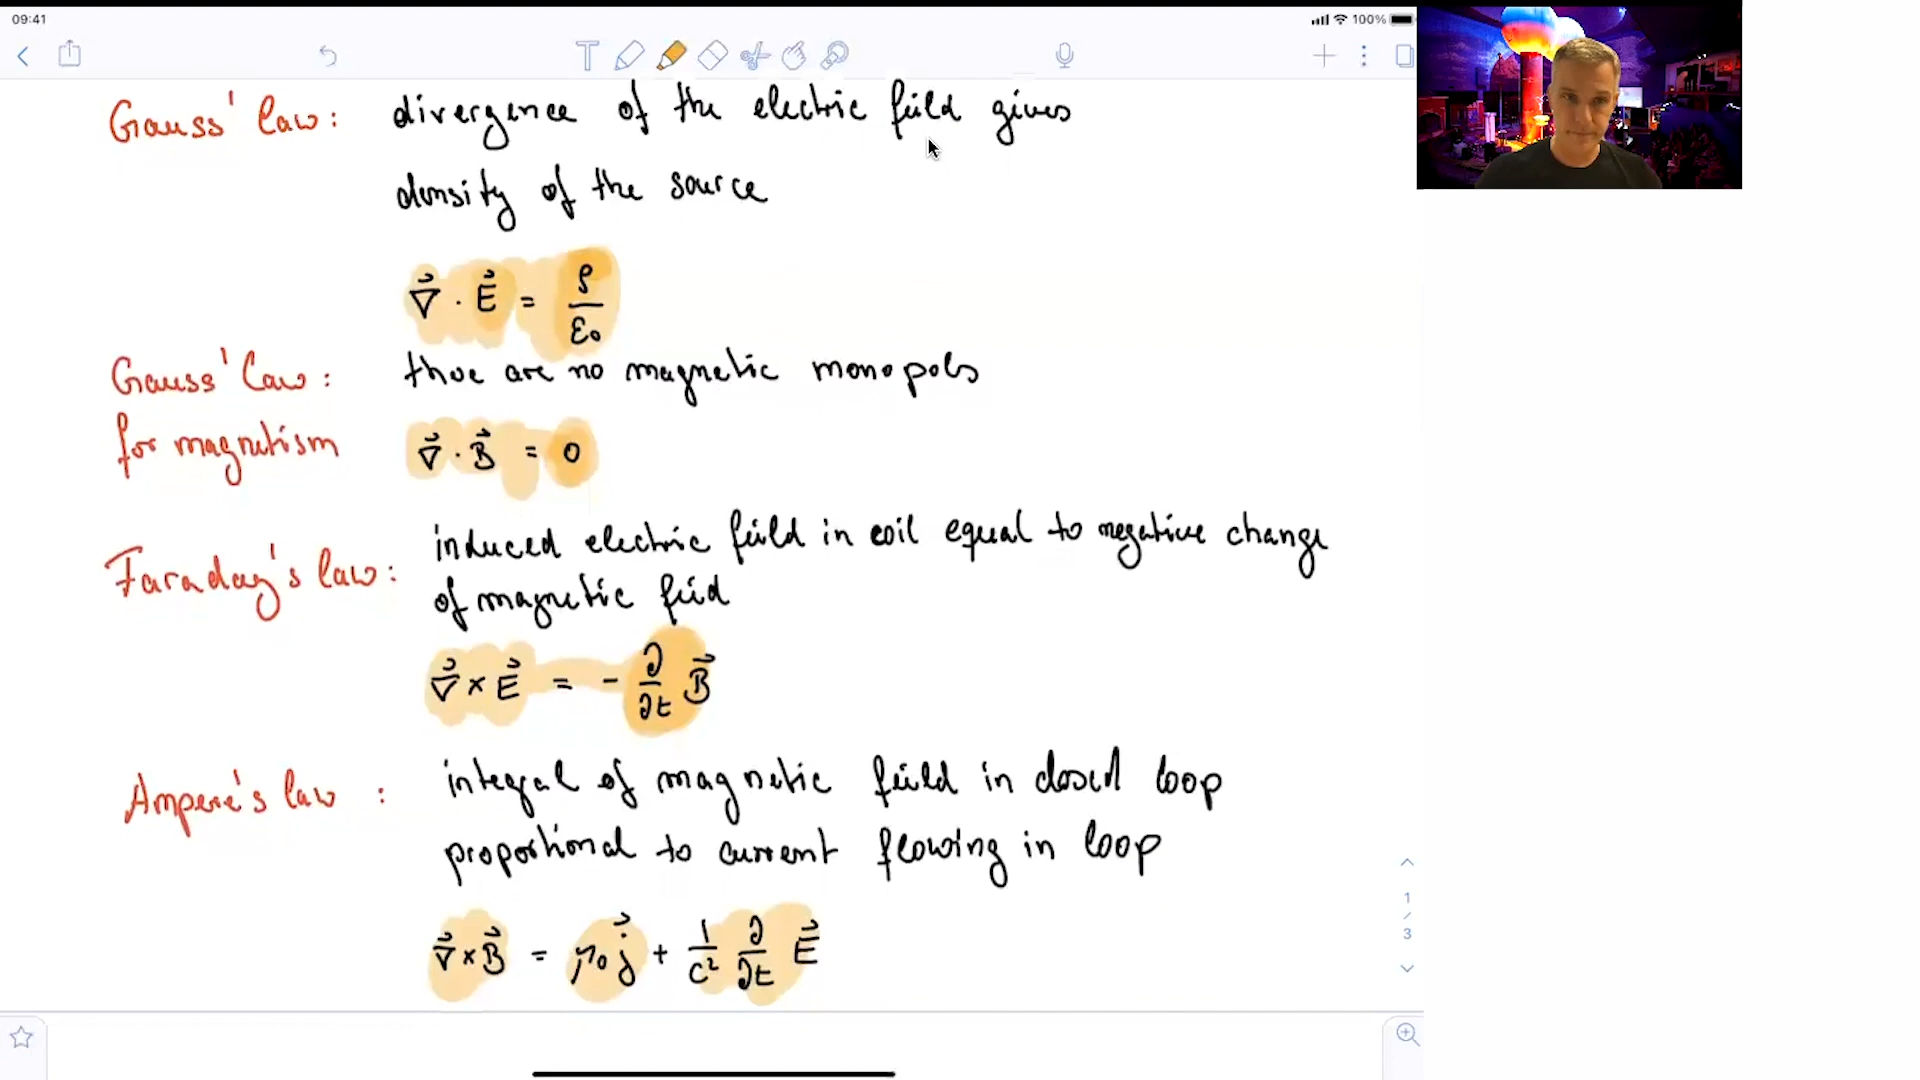 09:41
100%
Gauss' law: divergence of the electric field gives
density of the source
∇⃗ · E⃗ = ρ/ε₀
Gauss' law: there are no magnetic monopols
for magnetism
∇⃗ · B⃗ = 0
Faraday's law: induced electric field in coil equal to negative change
of magnetic field
∇⃗ × E⃗ = - ∂/∂t B⃗
Ampere's law : integral of magnetic field in closed loop
proportional to current flowing in loop
∇⃗ × B⃗ = μ₀ j⃗ + 1/c² ∂/∂t E⃗
1
/
3